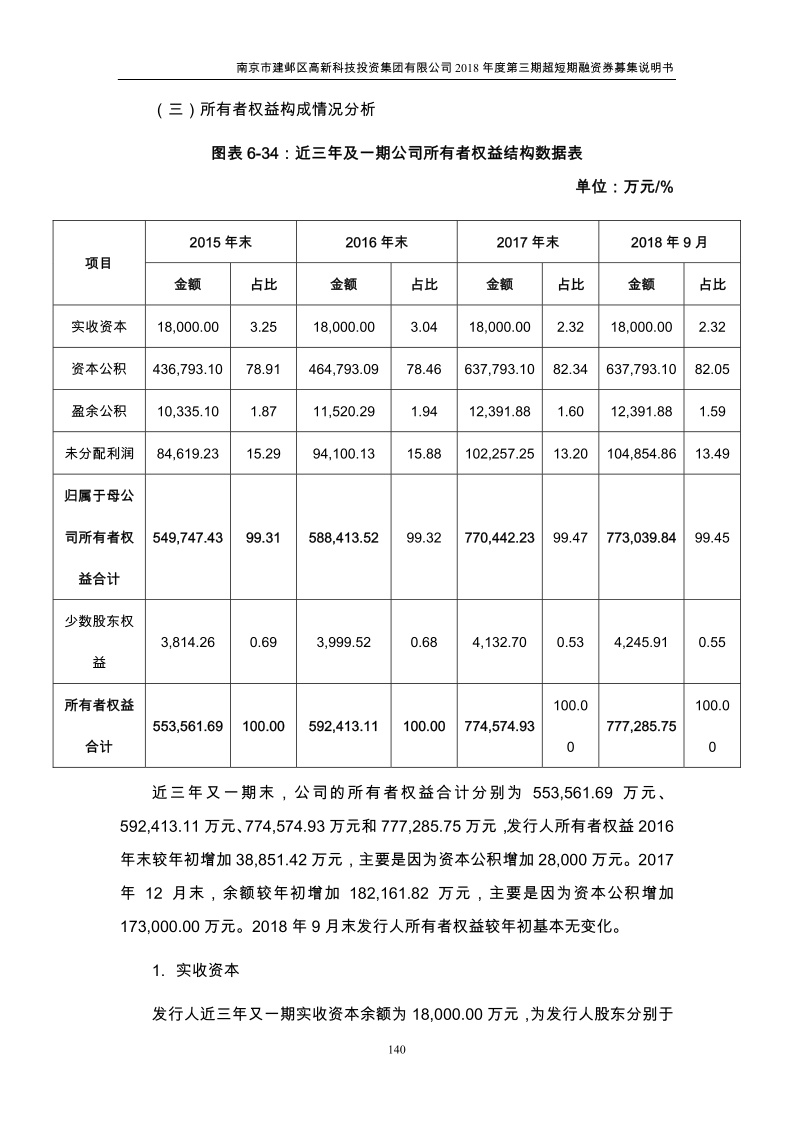 南京市建邺区高新科技投资集团有限公司 2018 年度第三期超短期融资券募集说明书
（三）所有者权益构成情况分析
图表 6-34：近三年及一期公司所有者权益结构数据表
单位：万元/%
项目 2015 年末 2016 年末 2017 年末 2018 年 9 月
金额 占比 金额 占比 金额 占比 金额 占比
实收资本 18,000.00 3.25 18,000.00 3.04 18,000.00 2.32 18,000.00 2.32
资本公积 436,793.10 78.91 464,793.09 78.46 637,793.10 82.34 637,793.10 82.05
盈余公积 10,335.10 1.87 11,520.29 1.94 12,391.88 1.60 12,391.88 1.59
未分配利润 84,619.23 15.29 94,100.13 15.88 102,257.25 13.20 104,854.86 13.49
归属于母公
司所有者权 549,747.43 99.31 588,413.52 99.32 770,442.23 99.47 773,039.84 99.45
益合计
少数股东权
益 3,814.26 0.69 3,999.52 0.68 4,132.70 0.53 4,245.91 0.55
所有者权益
合计 553,561.69 100.00 592,413.11 100.00 774,574.93 100.0
0 777,285.75 100.0
0
近三年又一期末，公司的所有者权益合计分别为 553,561.69 万元、
592,413.11 万元、774,574.93 万元和 777,285.75 万元，发行人所有者权益 2016
年末较年初增加 38,851.42 万元，主要是因为资本公积增加 28,000 万元。2017
年 12 月末，余额较年初增加 182,161.82 万元，主要是因为资本公积增加
173,000.00 万元。2018 年 9 月末发行人所有者权益较年初基本无变化。
1. 实收资本
发行人近三年又一期实收资本余额为 18,000.00 万元，为发行人股东分别于
140